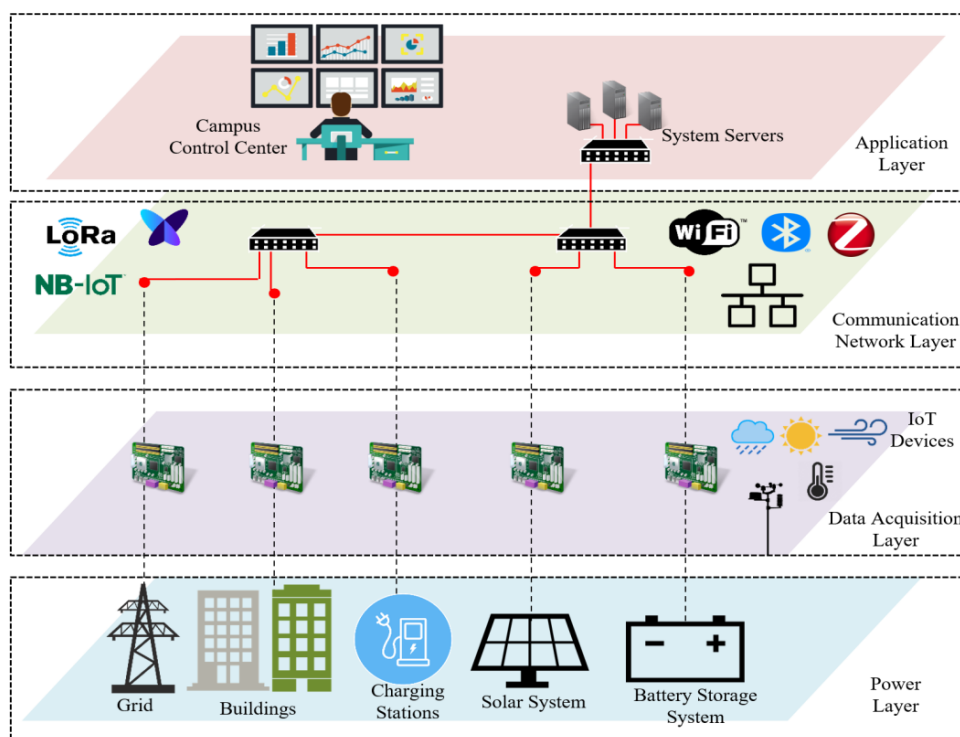 Campus
Control Center
System Servers
Application
Layer
LoRa
NB-IoT
WiFi™
Communication
Network Layer
IoT
Devices
Data Acquisition
Layer
Grid
Buildings
Charging
Stations
Solar System
Battery Storage
System
Power
Layer